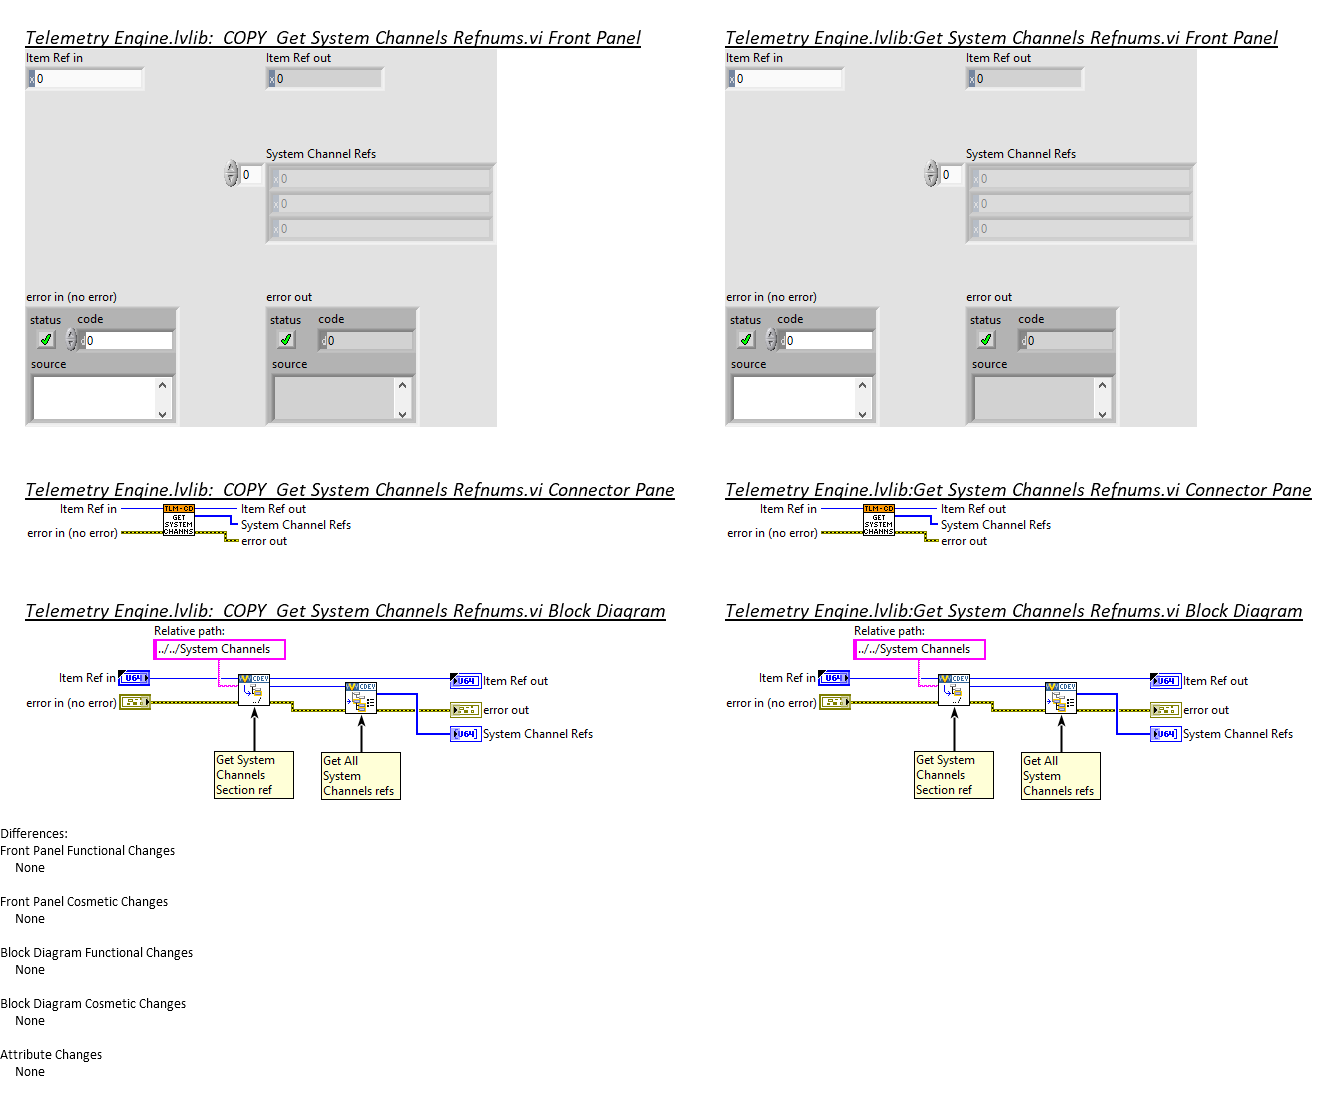 Telemetry Engine.lvlib:_COPY_Get System Channels Refnums.vi Front Panel
Item Ref in
Item Ref out
x 0
x 0
System Channel Refs
0
x 0
x 0
x 0
error in (no error)
error out
status
code
status
code
d 0
d 0
source
source
Telemetry Engine.lvlib:Get System Channels Refnums.vi Front Panel
Item Ref in
Item Ref out
x 0
x 0
System Channel Refs
0
x 0
x 0
x 0
error in (no error)
error out
status
code
status
code
d 0
d 0
source
source
Telemetry Engine.lvlib:_COPY_Get System Channels Refnums.vi Connector Pane
Item Ref in
TLM-CD
GET
SYSTEM
CHANNS
Item Ref out
System Channel Refs
error in (no error)
error out
Telemetry Engine.lvlib:Get System Channels Refnums.vi Connector Pane
Item Ref in
TLM-CD
GET
SYSTEM
CHANNS
Item Ref out
System Channel Refs
error in (no error)
error out
Telemetry Engine.lvlib:_COPY_Get System Channels Refnums.vi Block Diagram
Relative path:
../../System Channels
Item Ref in
U64
CDEV
../
CDEV
U64
Item Ref out
error in (no error)
error out
U64
System Channel Refs
Get System
Channels
Section ref
Get All
System
Channels refs
Telemetry Engine.lvlib:Get System Channels Refnums.vi Block Diagram
Relative path:
../../System Channels
Item Ref in
U64
CDEV
../
CDEV
U64
Item Ref out
error in (no error)
error out
U64
System Channel Refs
Get System
Channels
Section ref
Get All
System
Channels refs
Differences:
Front Panel Functional Changes
None
Front Panel Cosmetic Changes
None
Block Diagram Functional Changes
None
Block Diagram Cosmetic Changes
None
Attribute Changes
None